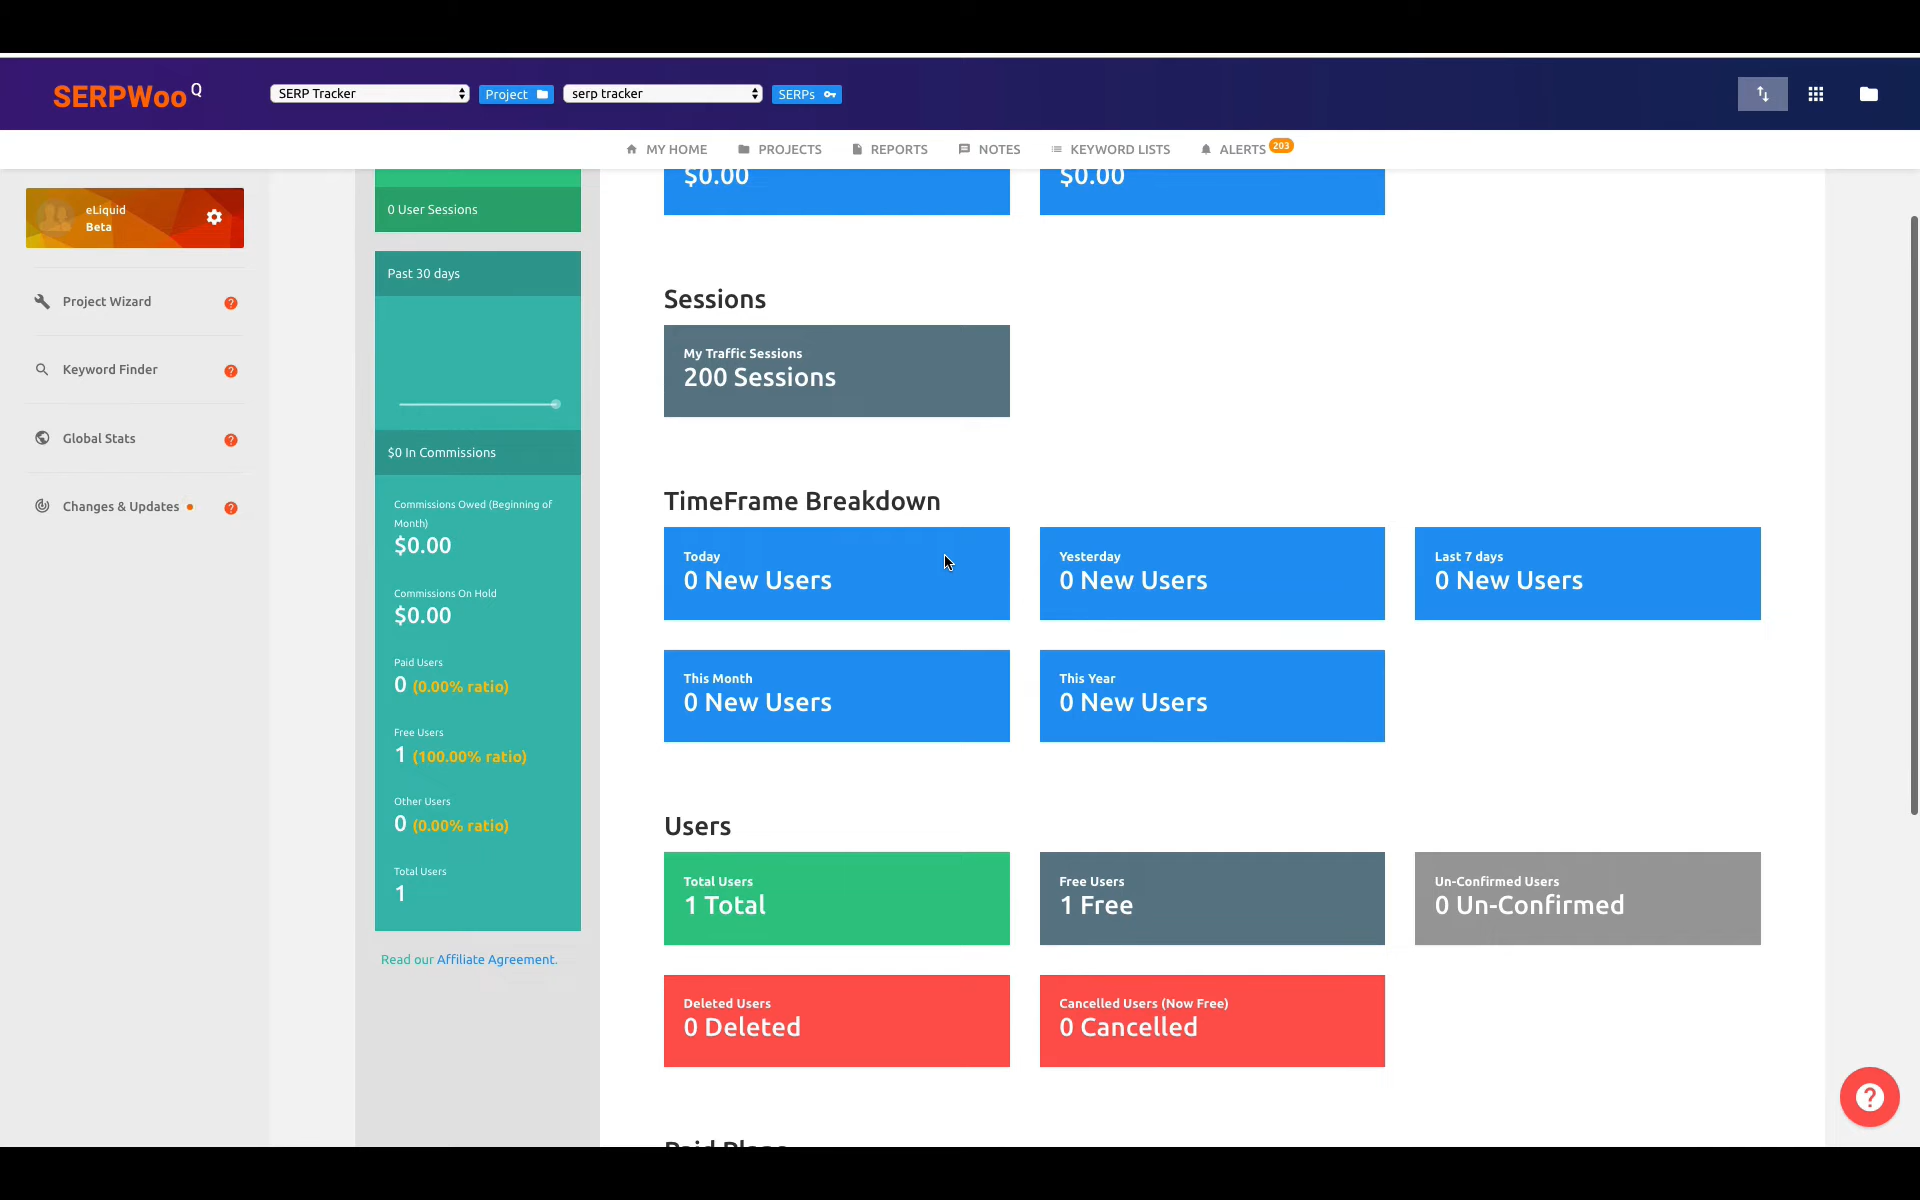 SERPWoo Q
SERP Tracker
Project
serp tracker
SERPs
MY HOME
PROJECTS
REPORTS
NOTES
KEYWORD LISTS
ALERTS 203
eLiquid
Beta
Project Wizard ?
Keyword Finder ?
Global Stats ?
Changes & Updates ?
0 User Sessions
Past 30 days
$0 In Commissions
Commissions Owed (Beginning of
Month)
$0.00
Commissions On Hold
$0.00
Paid Users
0 (0.00% ratio)
Free Users
1 (100.00% ratio)
Other Users
0 (0.00% ratio)
Total Users
1
Read our Affiliate Agreement.
$0.00
$0.00
Sessions
My Traffic Sessions
200 Sessions
TimeFrame Breakdown
Today
0 New Users
Yesterday
0 New Users
Last 7 days
0 New Users
This Month
0 New Users
This Year
0 New Users
Users
Total Users
1 Total
Free Users
1 Free
Un-Confirmed Users
0 Un-Confirmed
Deleted Users
0 Deleted
Cancelled Users (Now Free)
0 Cancelled
Paid Plans
?